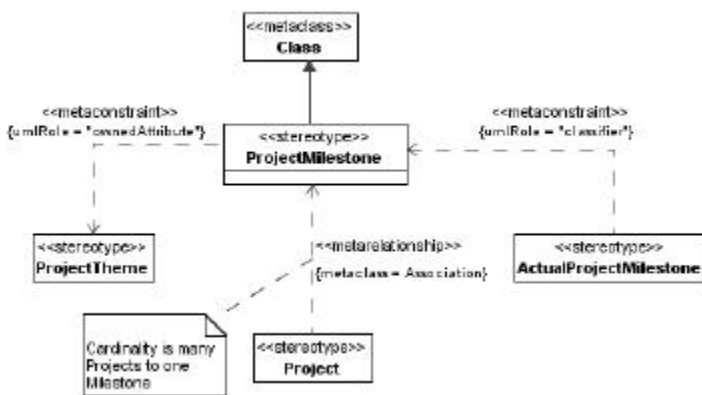 <<metaclass>>
Class
<<metaconstraint>>
{umlRole = "ownedAttribute"}
<<metaconstraint>>
{umlRole = "classifier"}
<<stereotype>>
ProjectMilestone
<<stereotype>>
ProjectTheme
<<metarelationship>>
{metaclass = Association}
<<stereotype>>
ActualProjectMilestone
Cardinality is many
Projects to one
Milestone
<<stereotype>>
Project